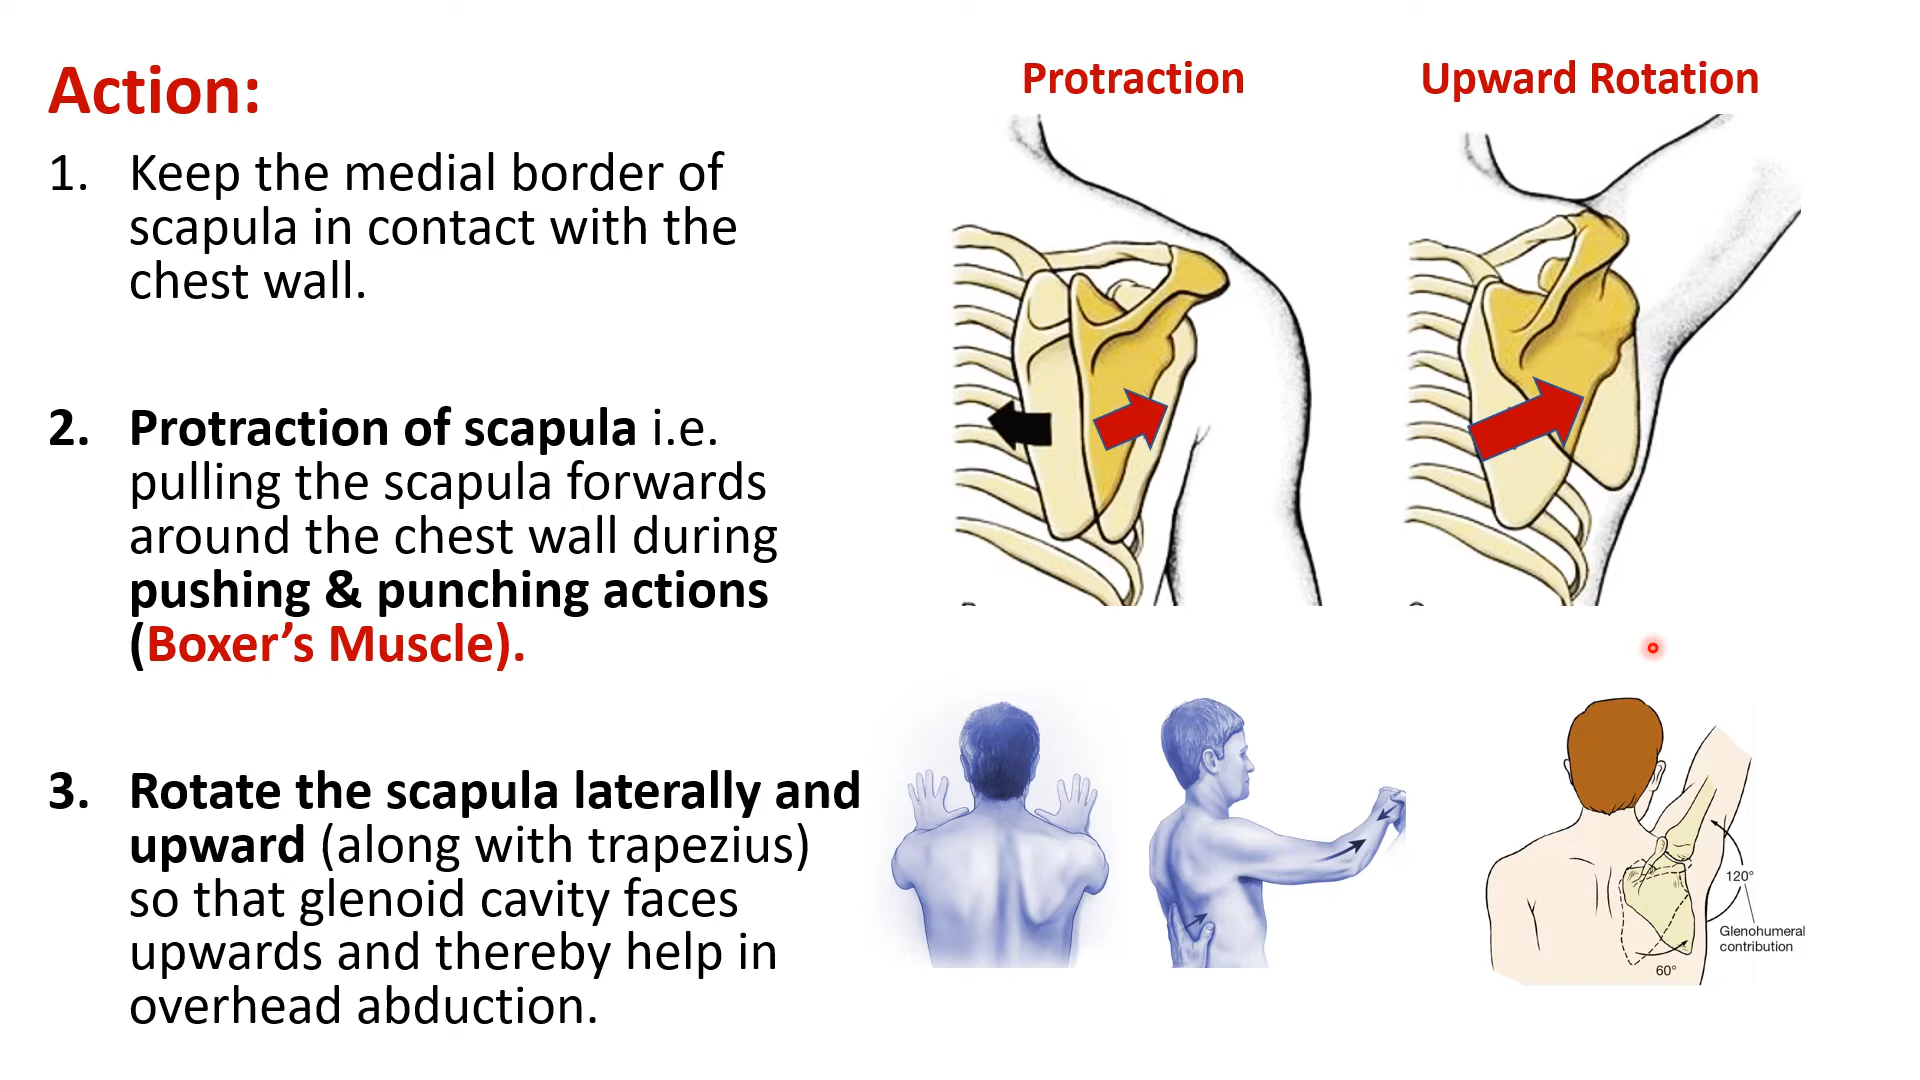 Action:
1. Keep the medial border of
scapula in contact with the
chest wall.
2. Protraction of scapula i.e.
pulling the scapula forwards
around the chest wall during
pushing & punching actions
(Boxer’s Muscle).
3. Rotate the scapula laterally and
upward (along with trapezius)
so that glenoid cavity faces
upwards and thereby help in
overhead abduction.
Protraction
Upward Rotation
120°
Glenohumeral
contribution
60°